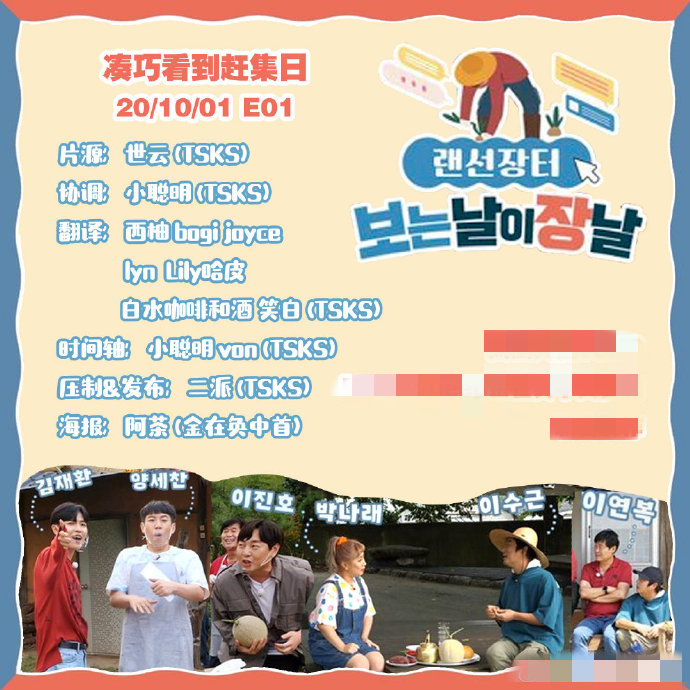 凑巧看到赶集日
20/10/01 E01
랜선장터
보는날이장날
片源: 世云(TSKS)
协调: 小聪明(TSKS)
翻译: 西柚 bogi joyce
lyn Lily哈皮
白水咖啡和酒 笑白(TSKS)
时间轴: 小聪明 von(TSKS)
压制&发布: 二派(TSKS)
海报: 阿茶(金在奂中首)
김재환
양세찬
이진호
박나래
이수근
이연복